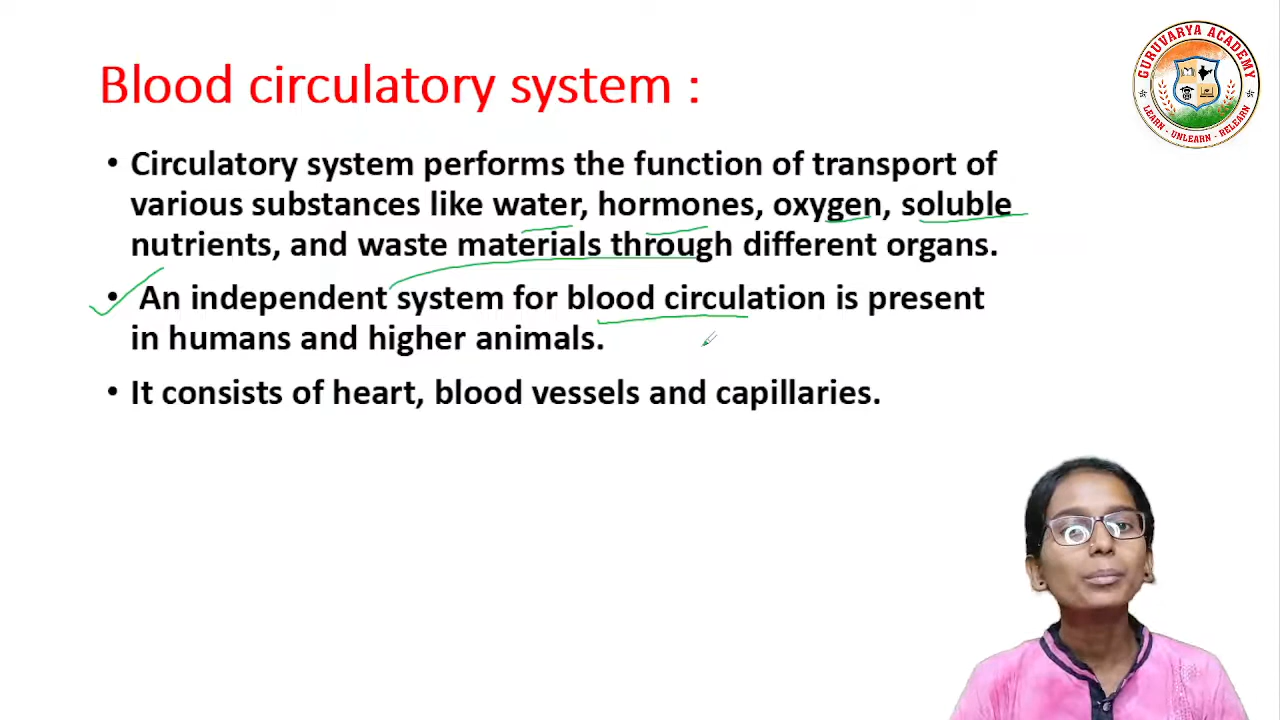 Blood circulatory system :
GURUVARYA ACADEMY
LEARN - UNLEARN - RELEARN
• Circulatory system performs the function of transport of
various substances like water, hormones, oxygen, soluble
nutrients, and waste materials through different organs.
• An independent system for blood circulation is present
in humans and higher animals.
• It consists of heart, blood vessels and capillaries.